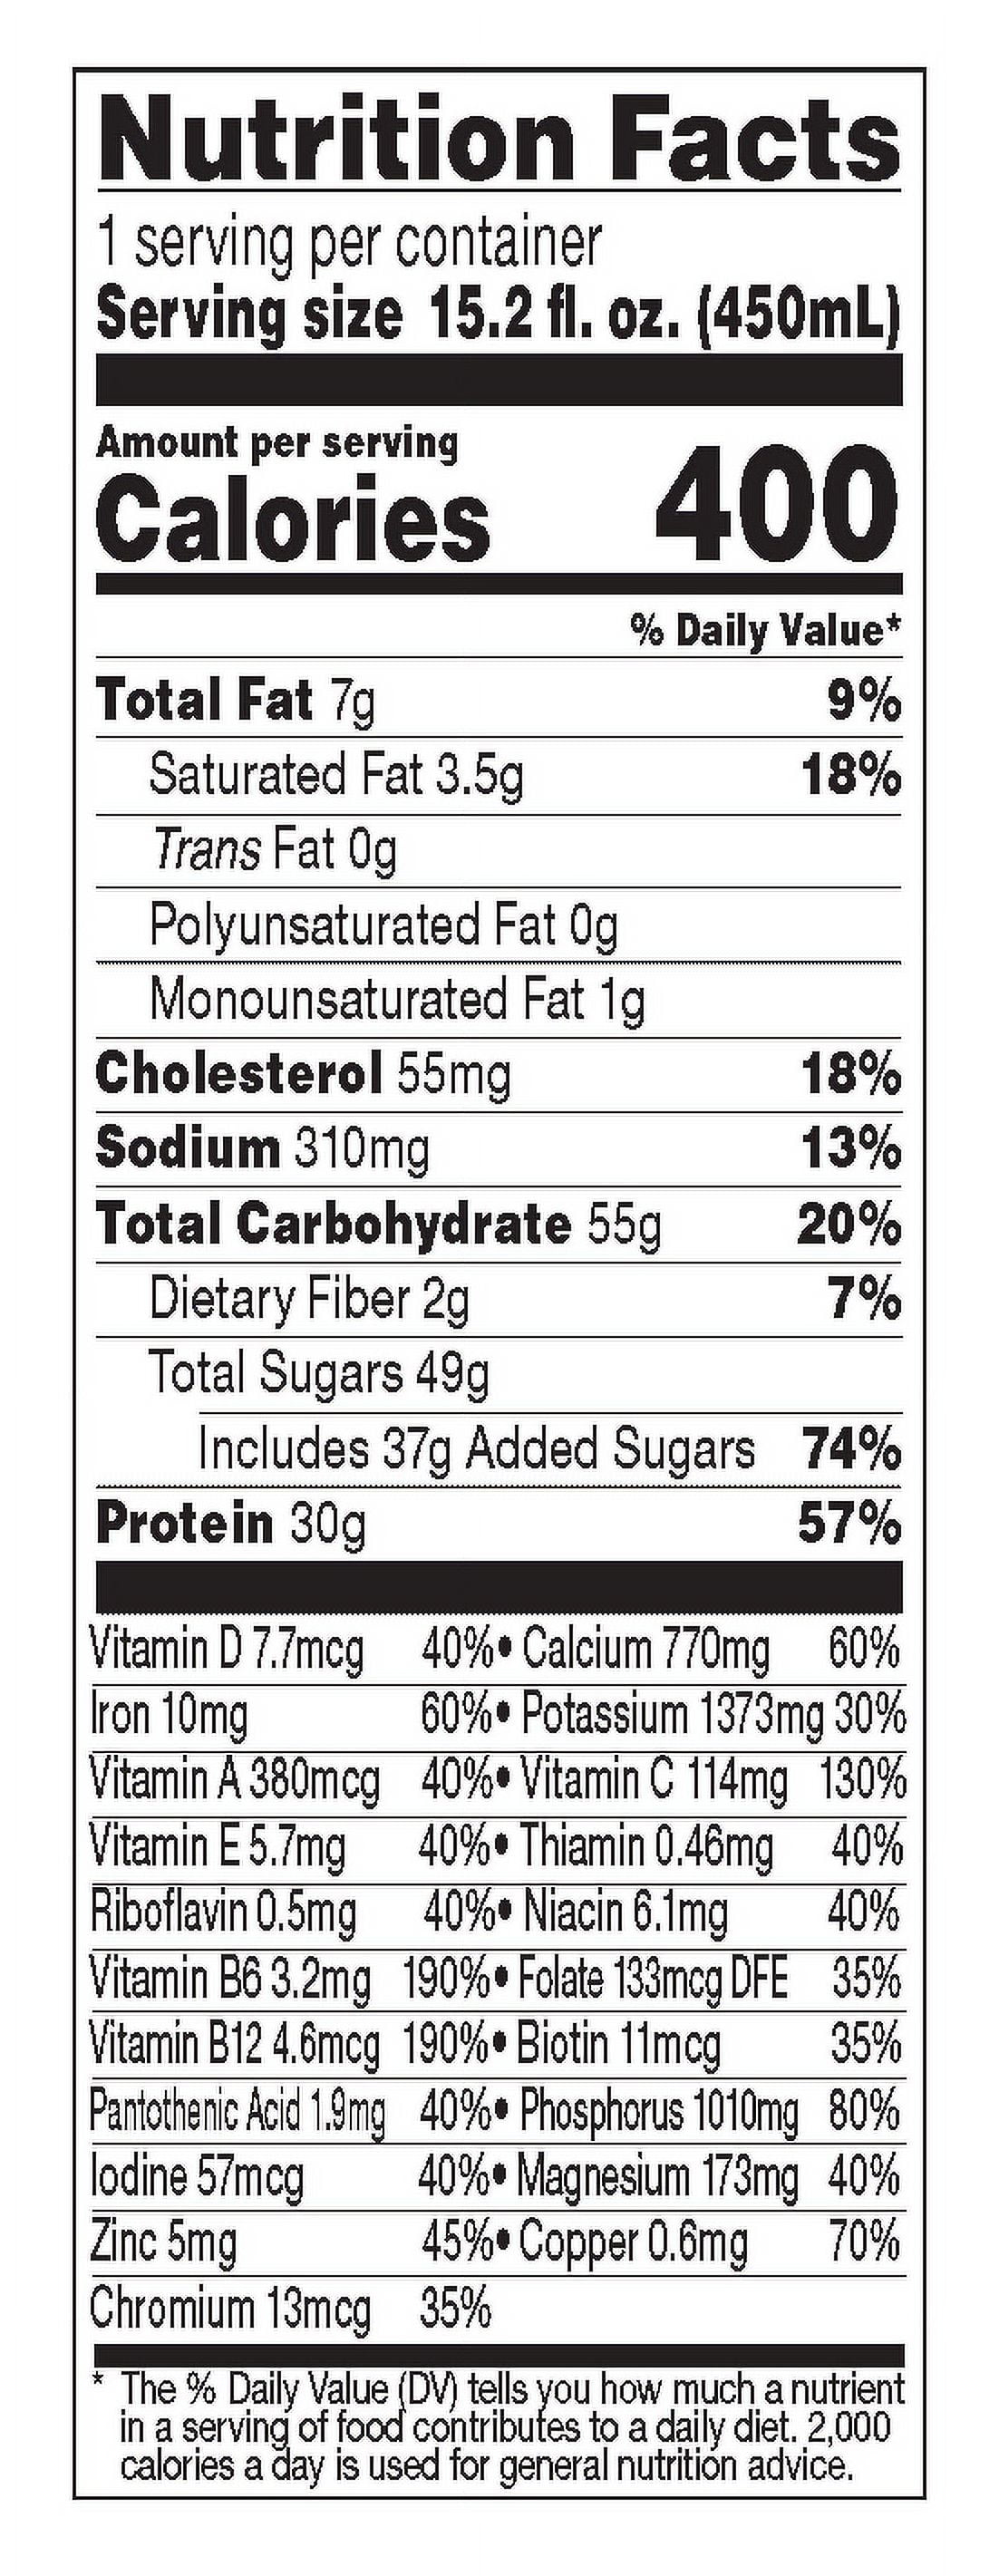 Nutrition Facts
1 serving per container
Serving size 15.2 fl. oz. (450mL)
Amount per serving
Calories 400
% Daily Value*
Total Fat 7g 9%
Saturated Fat 3.5g 18%
Trans Fat 0g
Polyunsaturated Fat 0g
Monounsaturated Fat 1g
Cholesterol 55mg 18%
Sodium 310mg 13%
Total Carbohydrate 55g 20%
Dietary Fiber 2g 7%
Total Sugars 49g
Includes 37g Added Sugars 74%
Protein 30g 57%
Vitamin D 7.7mcg 40%• Calcium 770mg 60%
Iron 10mg 60%• Potassium 1373mg 30%
Vitamin A 380mcg 40%• Vitamin C 114mg 130%
Vitamin E 5.7mg 40%• Thiamin 0.46mg 40%
Riboflavin 0.5mg 40%• Niacin 6.1mg 40%
Vitamin B6 3.2mg 190%• Folate 133mcg DFE 35%
Vitamin B12 4.6mcg 190%• Biotin 11mcg 35%
Pantothenic Acid 1.9mg 40%• Phosphorus 1010mg 80%
Iodine 57mcg 40%• Magnesium 173mg 40%
Zinc 5mg 45%• Copper 0.6mg 70%
Chromium 13mcg 35%
* The % Daily Value (DV) tells you how much a nutrient
in a serving of food contributes to a daily diet. 2,000
calories a day is used for general nutrition advice.